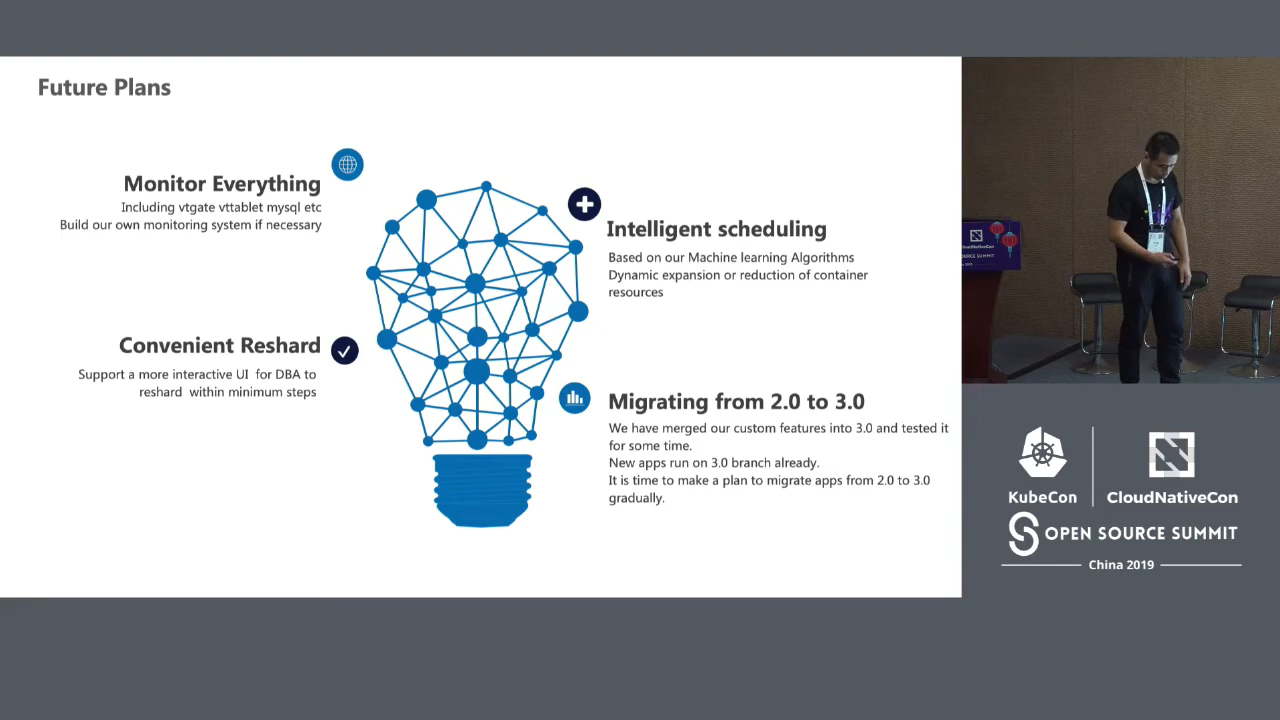 Future Plans
Monitor Everything
Including vtgate vttablet mysql etc
Build our own monitoring system if necessary
Convenient Reshard
Support a more interactive UI for DBA to
reshard within minimum steps
Intelligent scheduling
Based on our Machine learning Algorithms
Dynamic expansion or reduction of container
resources
Migrating from 2.0 to 3.0
We have merged our custom features into 3.0 and tested it
for some time.
New apps run on 3.0 branch already.
It is time to make a plan to migrate apps from 2.0 to 3.0
gradually.
CloudNativeCon
SOURCE SUMMIT
KubeCon
CloudNativeCon
OPEN SOURCE SUMMIT
China 2019